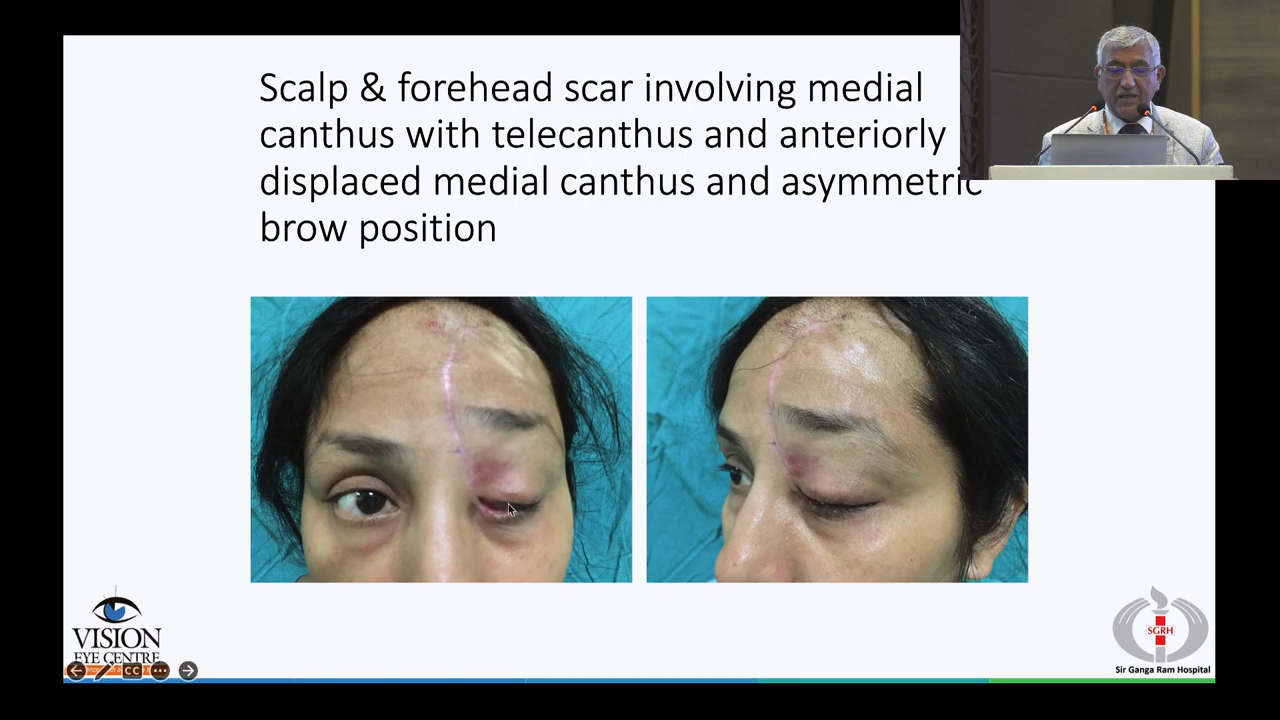 Scalp & forehead scar involving medial
canthus with telecanthus and anteriorly
displaced medial canthus and asymmetric
brow position
VISION
EYE CENTRE
CC
SGRH
Sir Ganga Ram Hospital